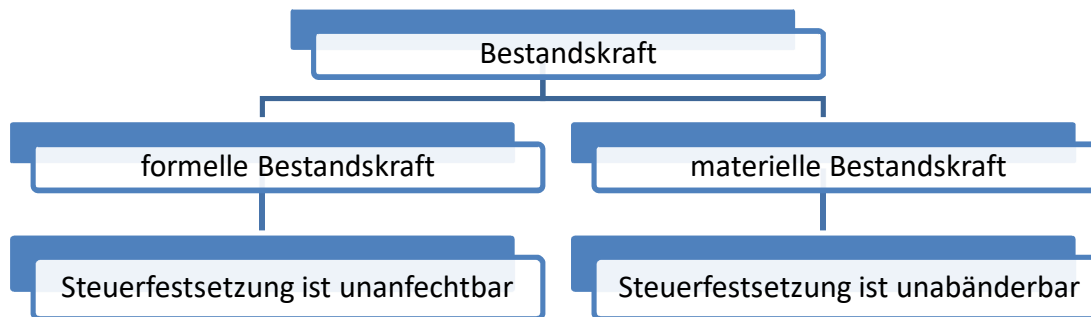 Bestandskraft
formelle Bestandskraft
materielle Bestandskraft
Steuerfestsetzung ist unanfechtbar
Steuerfestsetzung ist unabänderbar